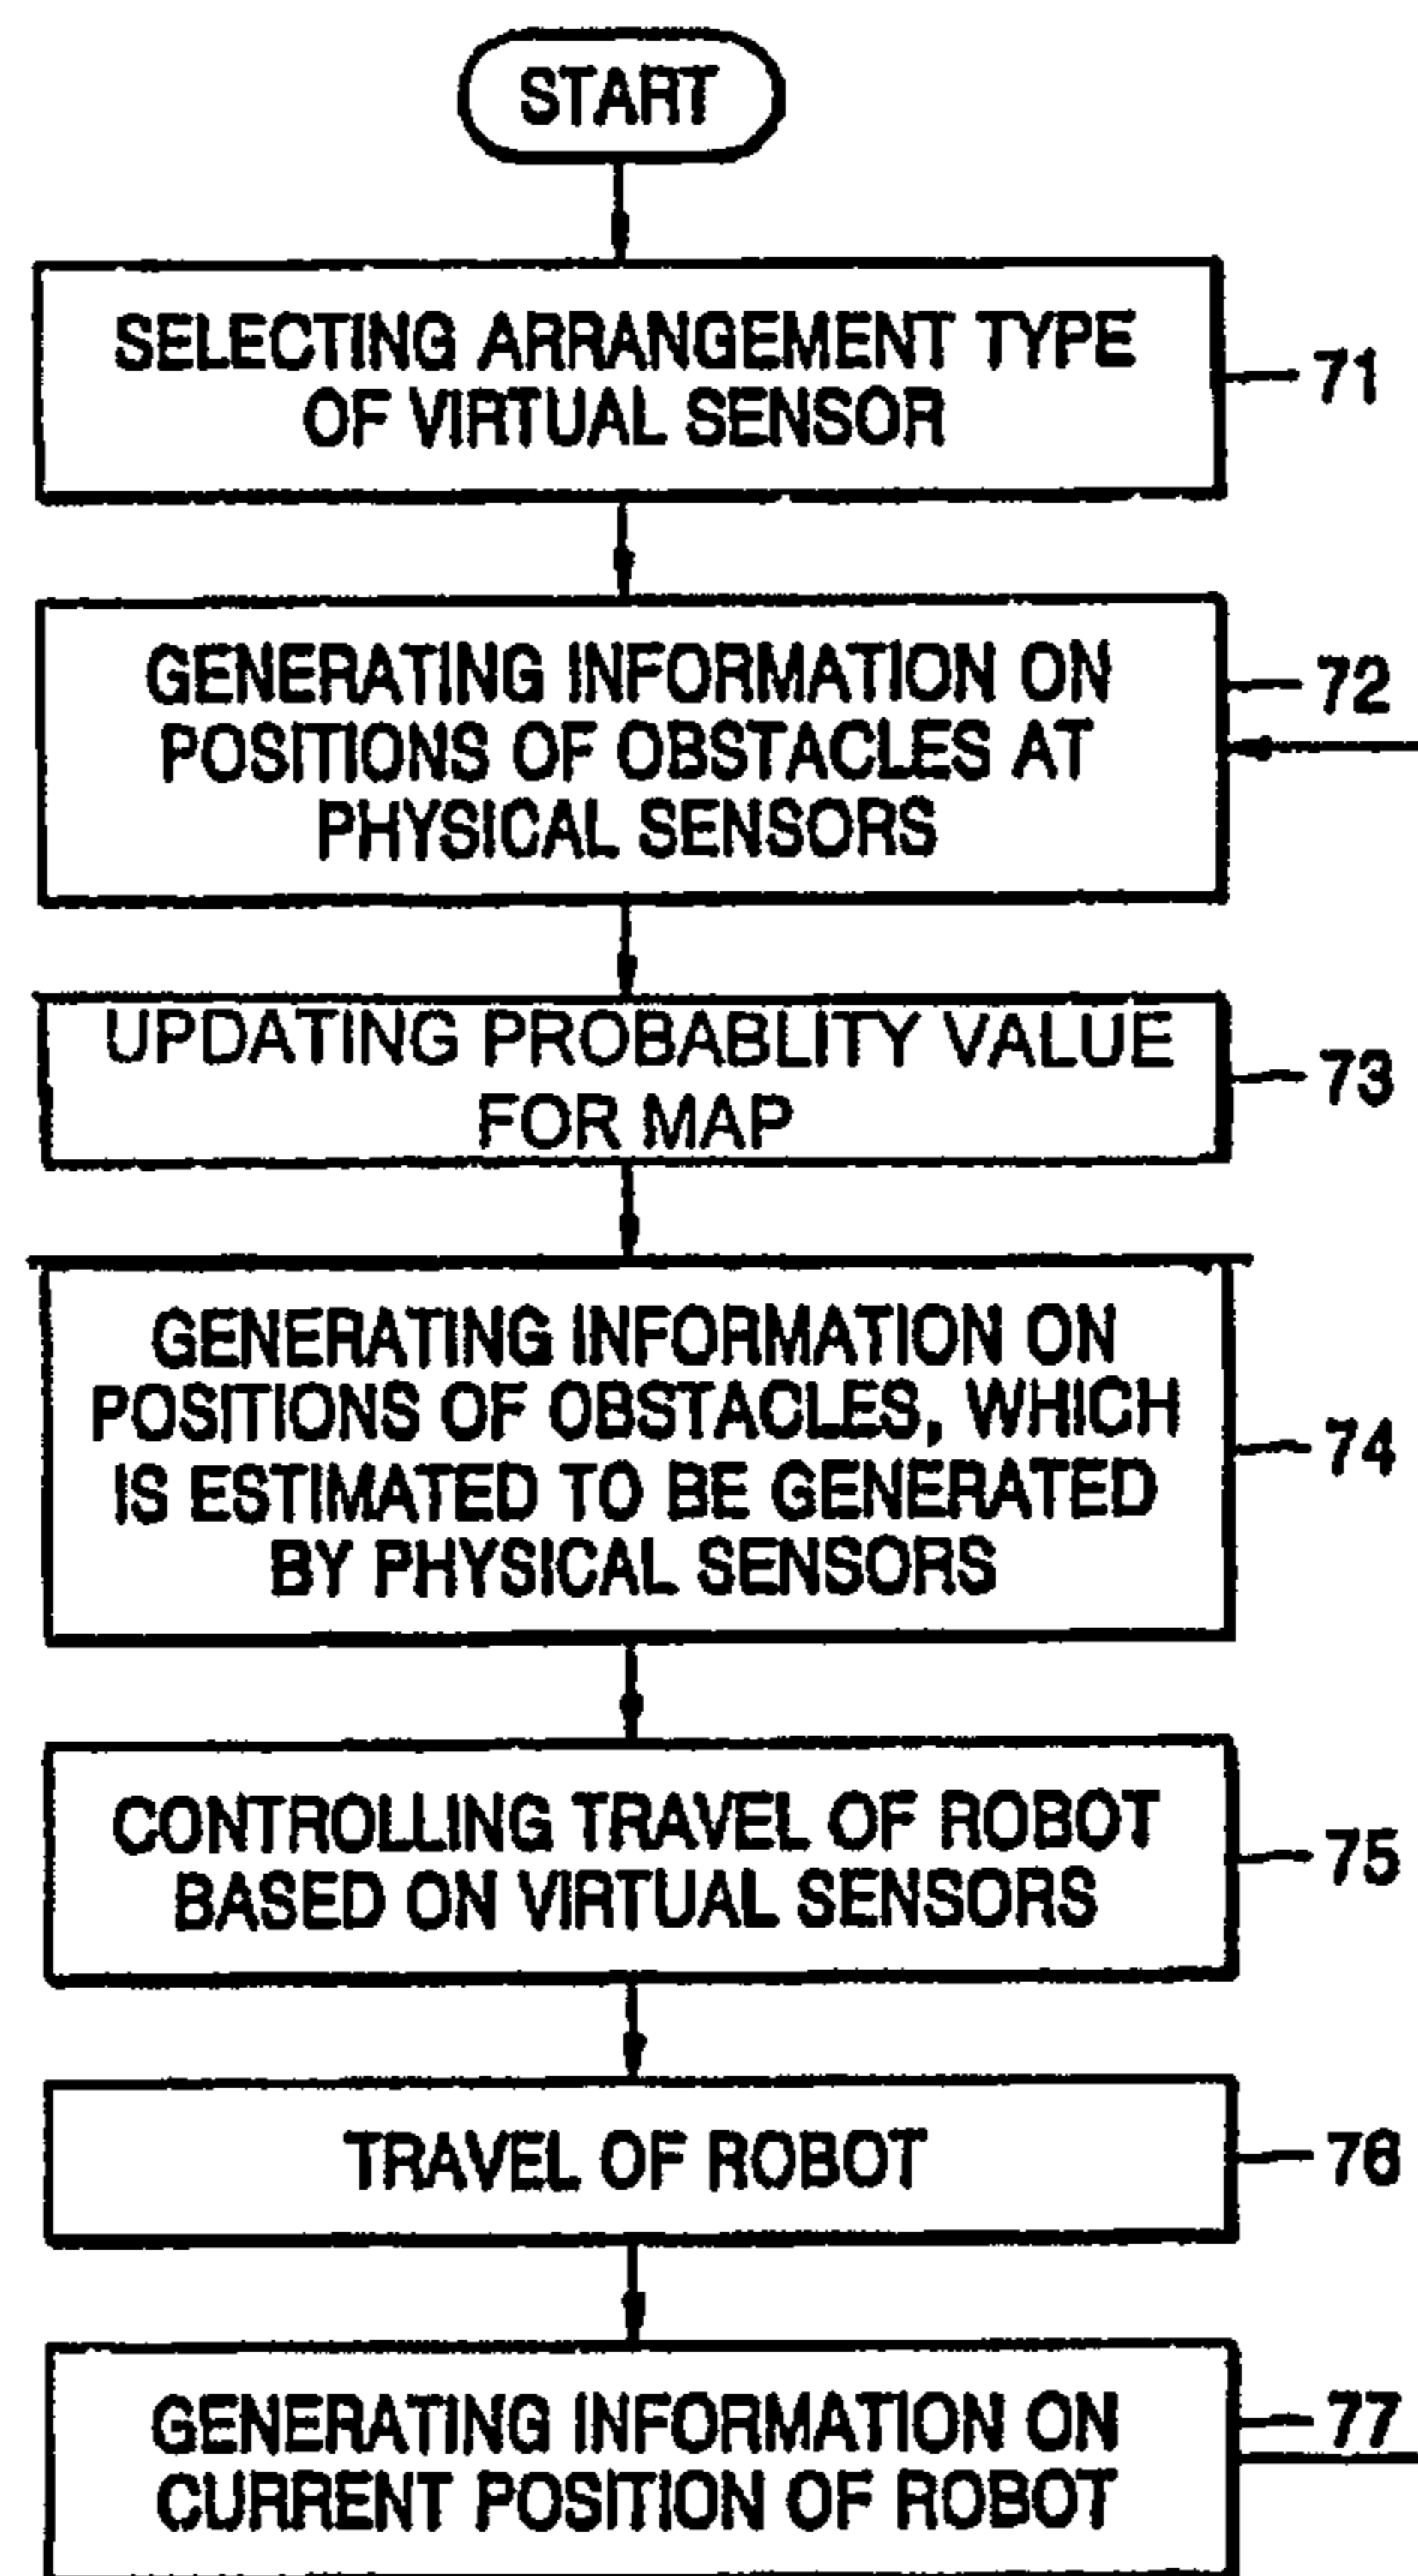 START
SELECTING ARRANGEMENT TYPE
OF VIRTUAL SENSOR
71
GENERATING INFORMATION ON
POSITIONS OF OBSTACLES AT
PHYSICAL SENSORS
72
UPDATING PROBABLITY VALUE
FOR MAP
73
GENERATING INFORMATION ON
POSITIONS OF OBSTACLES, WHICH
IS ESTIMATED TO BE GENERATED
BY PHYSICAL SENSORS
74
CONTROLLING TRAVEL OF ROBOT
BASED ON VIRTUAL SENSORS
75
TRAVEL OF ROBOT
76
GENERATING INFORMATION ON
CURRENT POSITION OF ROBOT
77